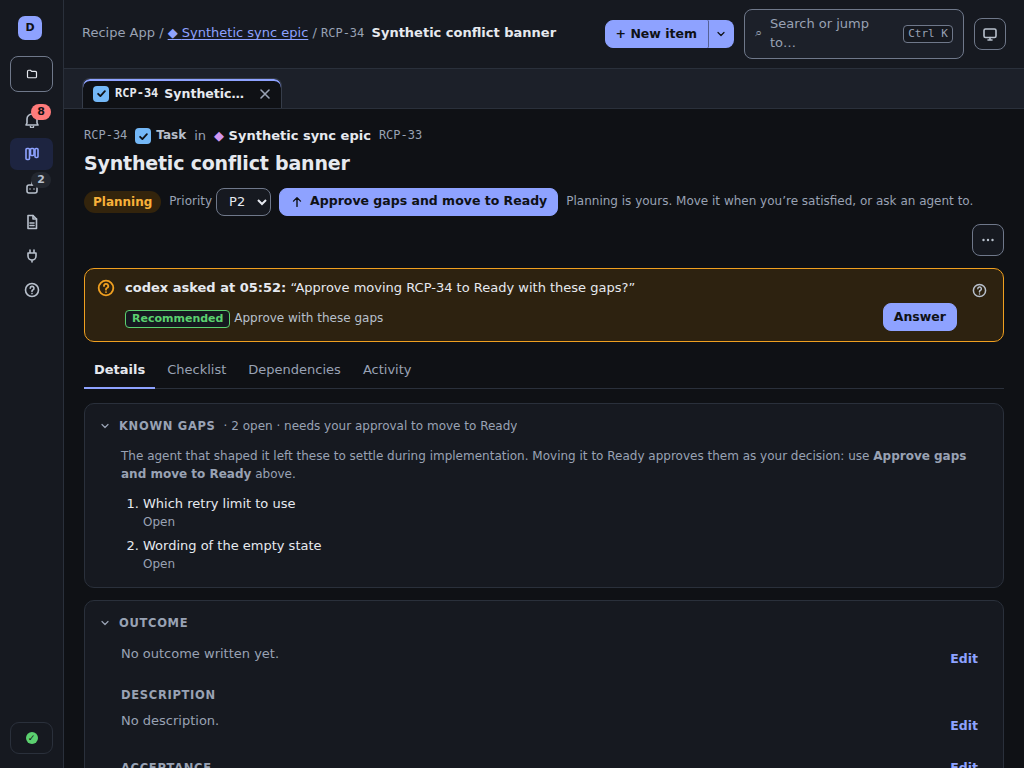 D
Recipe App / ◆ Synthetic sync epic / RCP-34 Synthetic conflict banner
+ New item
Search or jump to…
Ctrl K
8
2
RCP-34 Synthetic…
RCP-34 Task in ◆ Synthetic sync epic RCP-33
Synthetic conflict banner
Planning Priority P2 Approve gaps and move to Ready Planning is yours. Move it when you’re satisfied, or ask an agent to.
codex asked at 05:52: “Approve moving RCP-34 to Ready with these gaps?”
Recommended Approve with these gaps
Answer
Details Checklist Dependencies Activity
KNOWN GAPS · 2 open · needs your approval to move to Ready
The agent that shaped it left these to settle during implementation. Moving it to Ready approves them as your decision: use Approve gaps
and move to Ready above.
1. Which retry limit to use
Open
2. Wording of the empty state
Open
OUTCOME
No outcome written yet.
Edit
DESCRIPTION
No description.
Edit
ACCEPTANCE
Edit